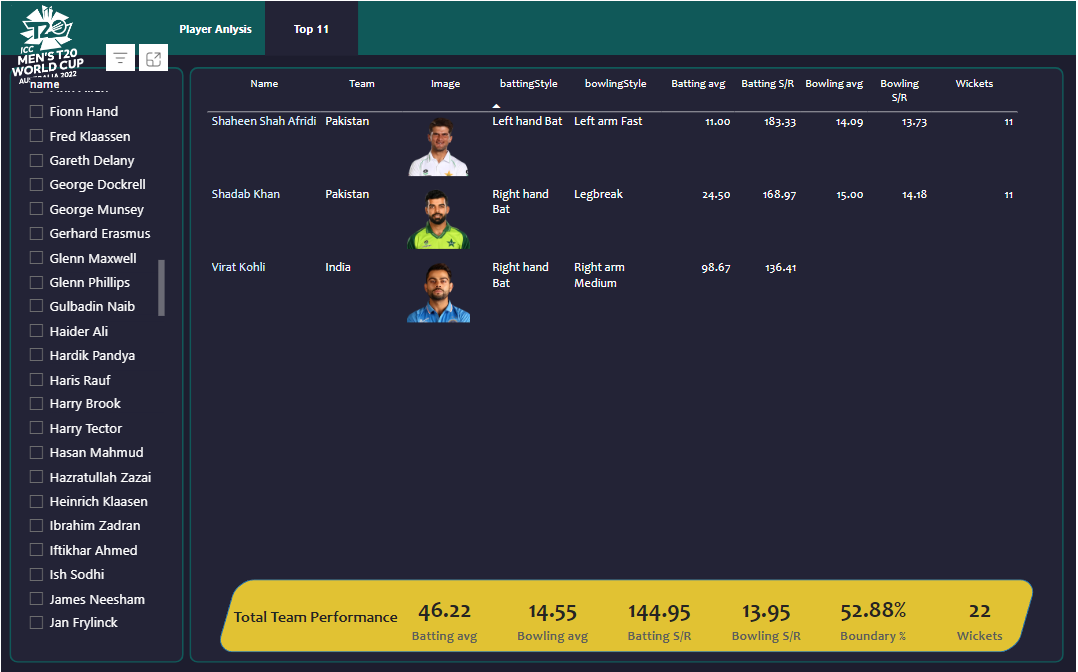 ICC
MEN'S T20
WORLD CUP
AUSTRALIA 2022
Player Anlysis
Top 11
name
Fionn Hand
Fred Klaassen
Gareth Delany
George Dockrell
George Munsey
Gerhard Erasmus
Glenn Maxwell
Glenn Phillips
Gulbadin Naib
Haider Ali
Hardik Pandya
Haris Rauf
Harry Brook
Harry Tector
Hasan Mahmud
Hazratullah Zazai
Heinrich Klaasen
Ibrahim Zadran
Iftikhar Ahmed
Ish Sodhi
James Neesham
Jan Frylinck
Name Team Image battingStyle bowlingStyle Batting avg Batting S/R Bowling avg Bowling Wickets
S/R
Shaheen Shah Afridi Pakistan Left hand Bat Left arm Fast 11.00 183.33 14.09 13.73 11
Shadab Khan Pakistan Right hand Legbreak 24.50 168.97 15.00 14.18 11
Bat
Virat Kohli India Right hand Right arm 98.67 136.41
Bat Medium
Total Team Performance 46.22 14.55 144.95 13.95 52.88% 22
Batting avg Bowling avg Batting S/R Bowling S/R Boundary % Wickets